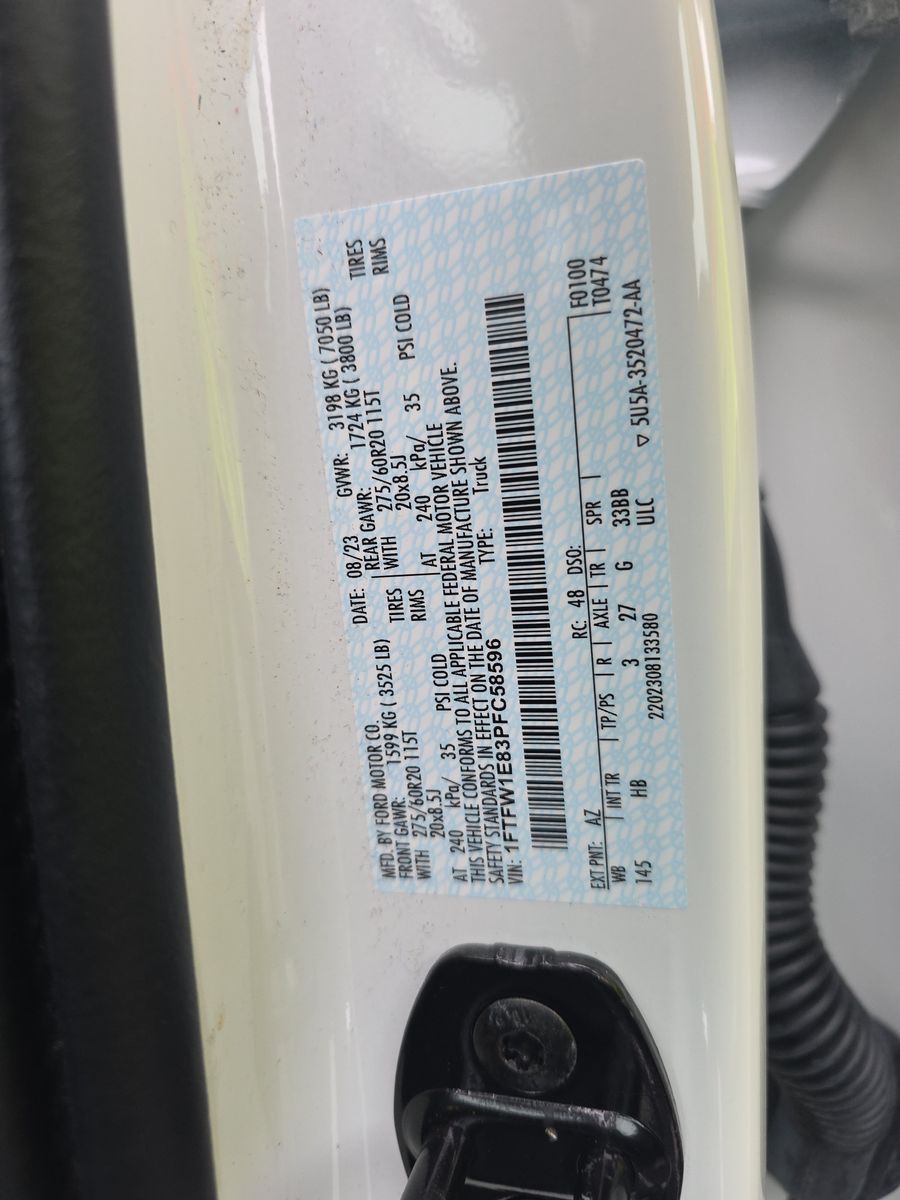 MFD. BY FORD MOTOR CO.
DATE: 08/23 GVWR: 3198 KG ( 7050 LB)
FRONT GAWR: 1599 KG ( 3525 LB) REAR GAWR: 1724 KG ( 3800 LB)
WITH 275/60R20 115T TIRES WITH 275/60R20 115T TIRES
20x8.5J RIMS 20x8.5J RIMS
AT 240 kPa/ 35 PSI COLD AT 240 kPa/ 35 PSI COLD
THIS VEHICLE CONFORMS TO ALL APPLICABLE FEDERAL MOTOR VEHICLE
SAFETY STANDARDS IN EFFECT ON THE DATE OF MANUFACTURE SHOWN ABOVE.
VIN: 1FTFW1E83PFC58596 TYPE: Truck
EXT PNT: AZ RC: 48 DSO: F0100
WB INT TR TP/PS R AXLE TR SPR T0474
145 HB 3 27 G 33BB
2202308133580 ULC ▽ 5U5A-3520472-AA